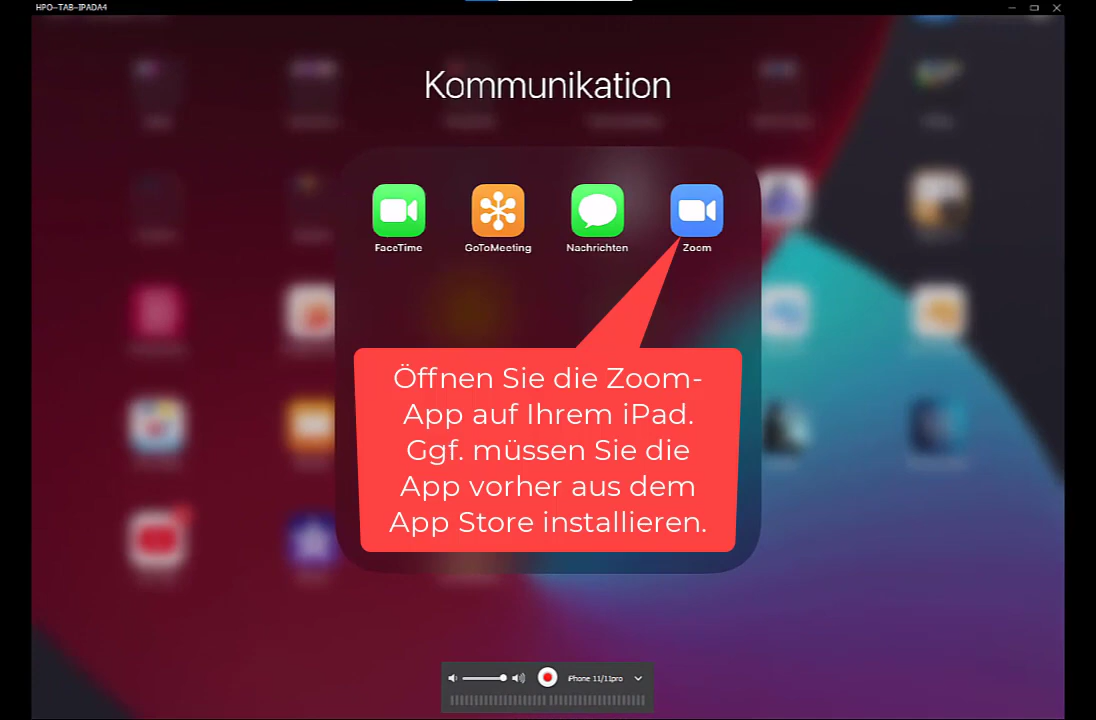 HPO-TAB-IPADA4
Kommunikation
FaceTime
GoToMeeting
Nachrichten
Zoom
Öffnen Sie die Zoom-
App auf Ihrem iPad.
Ggf. müssen Sie die
App vorher aus dem
App Store installieren.
iPhone 11/11pro